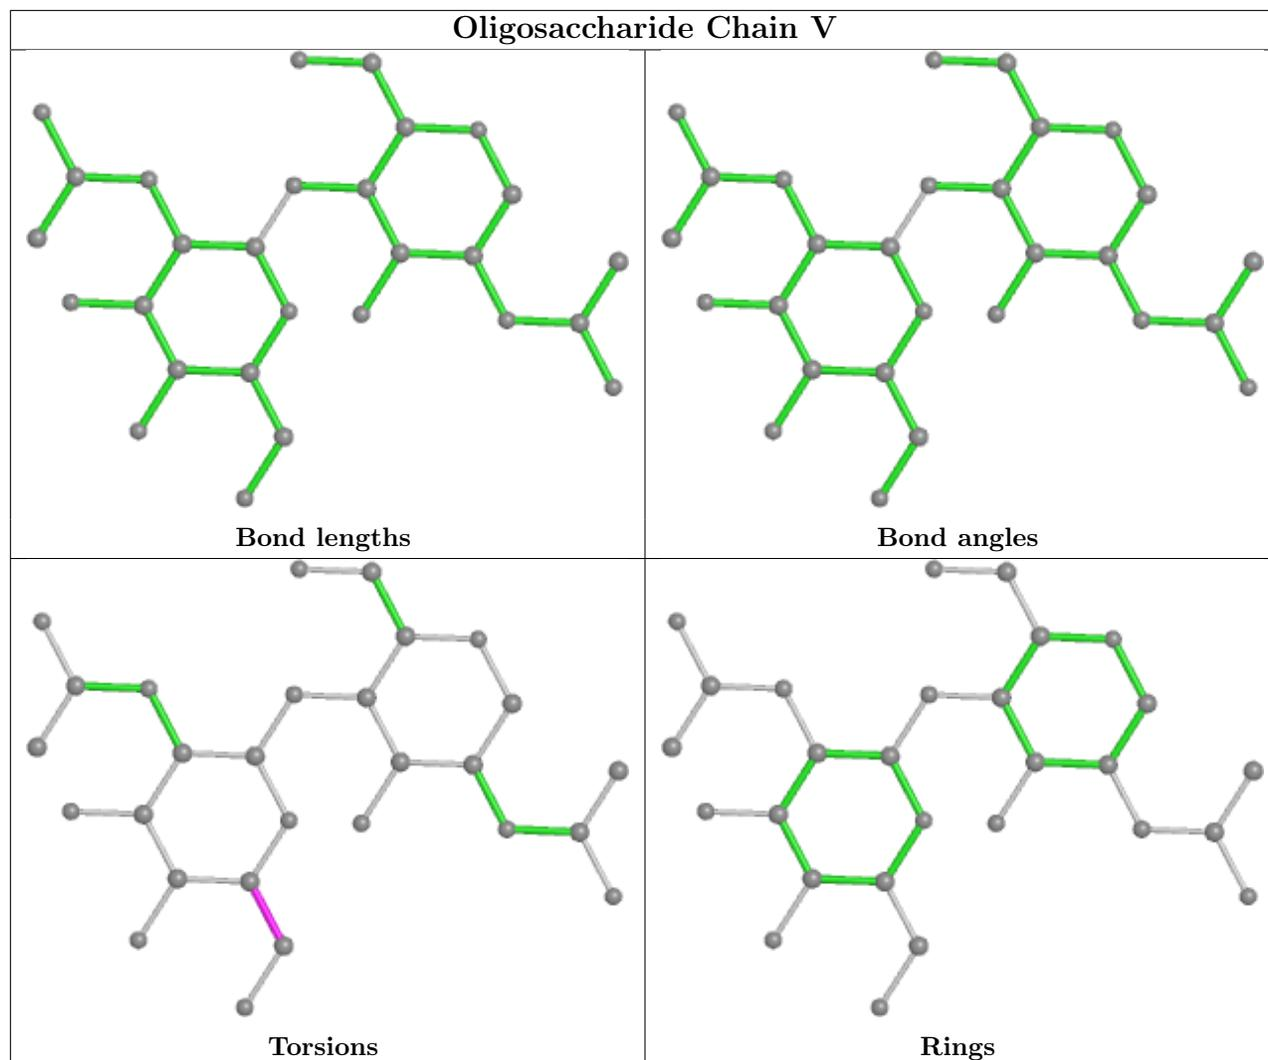 Oligosaccharide Chain V
Bond lengths
Bond angles
Torsions
Rings